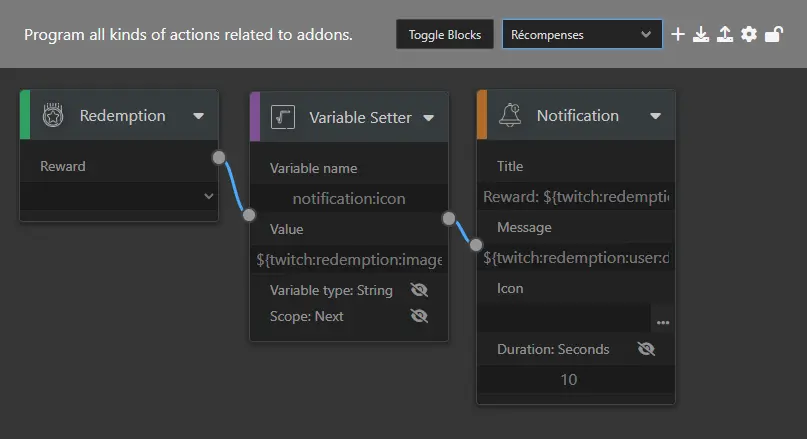 Program all kinds of actions related to addons.
Toggle Blocks
Récompenses
Redemption
Reward
Variable Setter
Variable name
notification:icon
Value
${twitch:redemption:image
Variable type: String
Scope: Next
Notification
Title
Reward: ${twitch:redemptio
Message
${twitch:redemption:user:d
Icon
...
Duration: Seconds
10